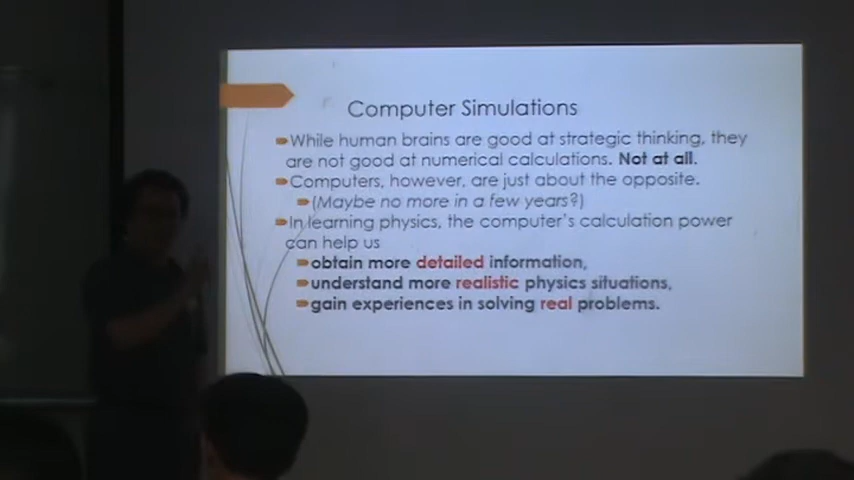 Computer Simulations
While human brains are good at strategic thinking, they
are not good at numerical calculations. Not at all.
Computers, however, are just about the opposite.
(Maybe no more in a few years?)
In learning physics, the computer's calculation power
can help us
obtain more detailed information,
understand more realistic physics situations,
gain experiences in solving real problems.